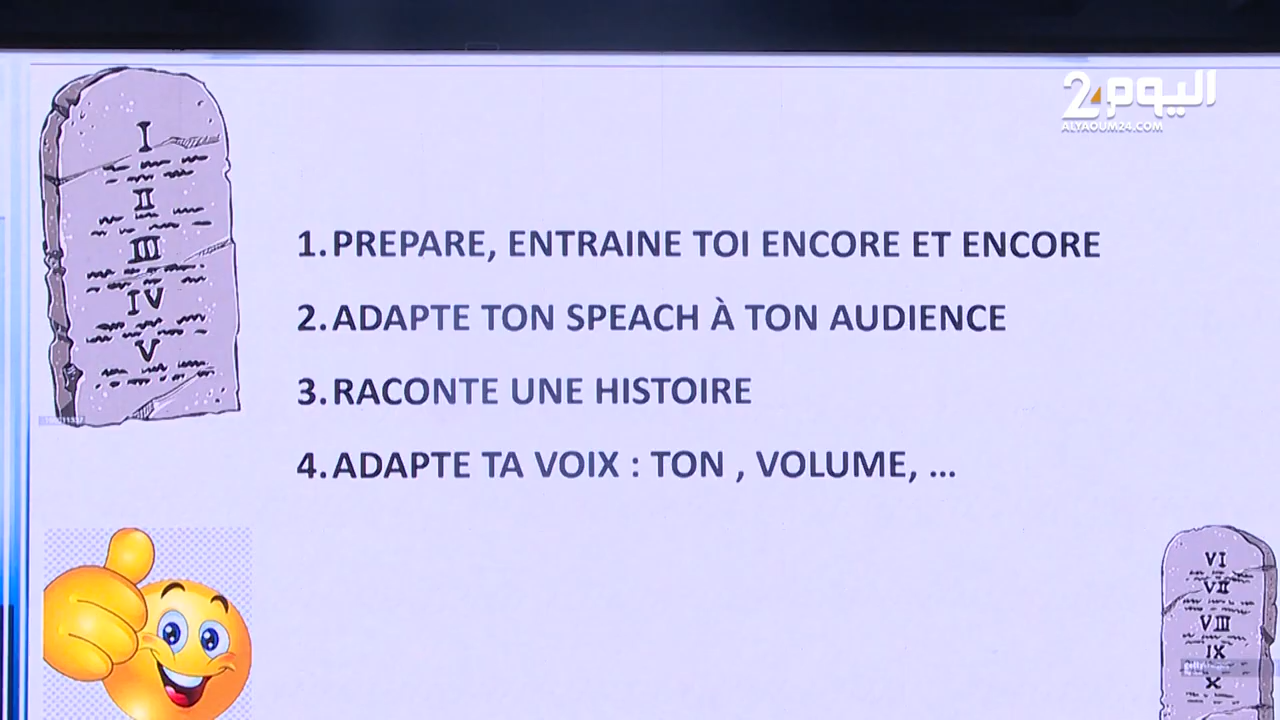 اليوم 24
ALYAOUM24.COM
I
II
III
IV
V
1. PREPARE, ENTRAINE TOI ENCORE ET ENCORE
2. ADAPTE TON SPEACH À TON AUDIENCE
3. RACONTE UNE HISTOIRE
4. ADAPTE TA VOIX : TON , VOLUME, ...
VI
VII
VIII
IX
X